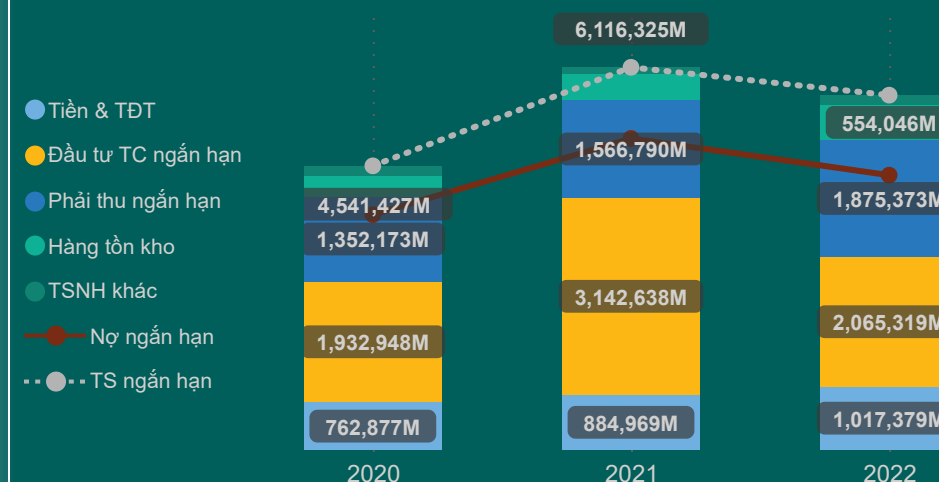 6,116,325M
Tiền & TĐT
Đầu tư TC ngắn hạn
Phải thu ngắn hạn
Hàng tồn kho
TSNH khác
Nợ ngắn hạn
TS ngắn hạn
4,541,427M
1,352,173M
1,932,948M
762,877M
1,566,790M
3,142,638M
884,969M
554,046M
1,875,373M
2,065,319M
1,017,379M
2020
2021
2022